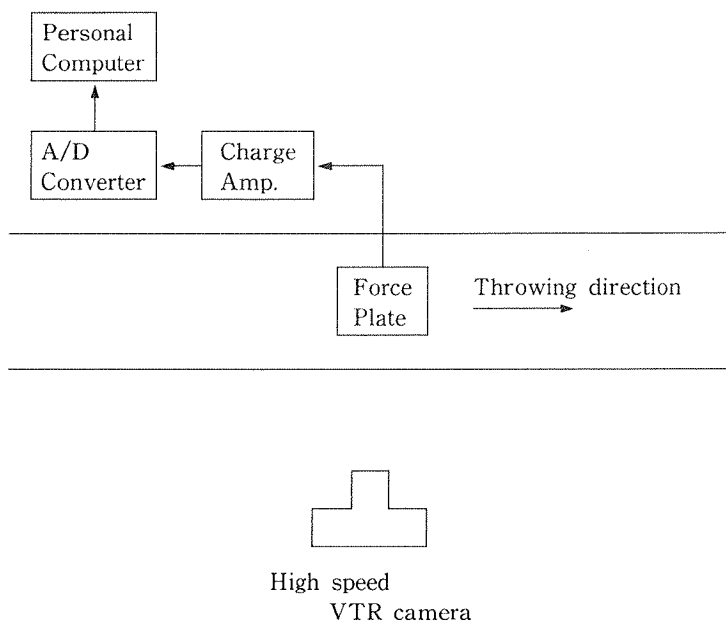 Personal
Computer
A/D
Converter
Charge
Amp.
Force
Plate
Throwing direction
High speed
VTR camera